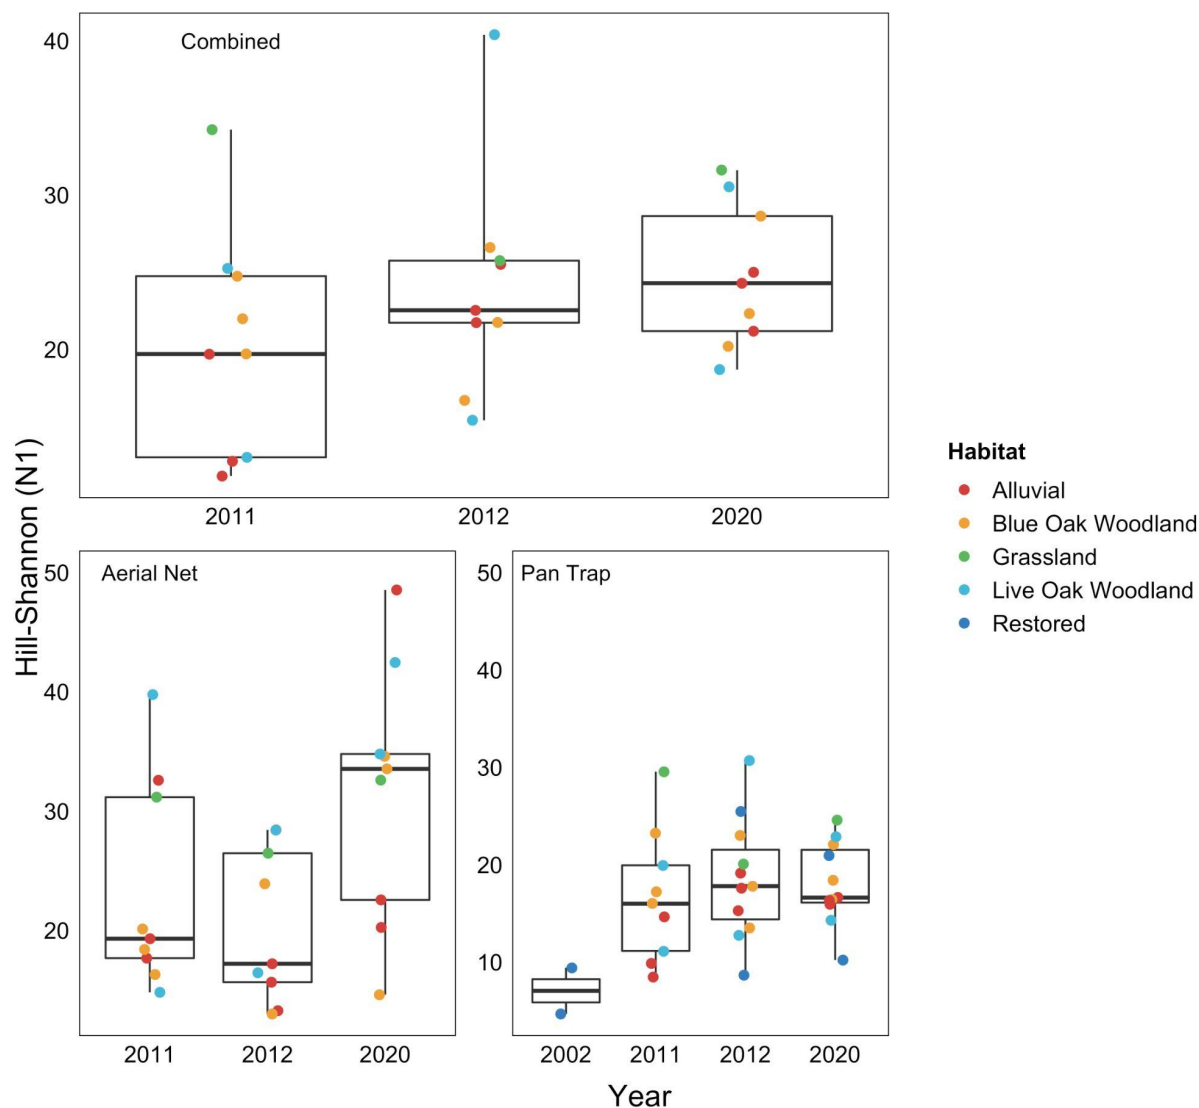 Combined
40
30
20
2011 2012 2020
Hill-Shannon (N1)
Aerial Net
50
40
30
20
2011 2012 2020
Pan Trap
50
40
30
20
10
2002 2011 2012 2020
Year
Habitat
Alluvial
Blue Oak Woodland
Grassland
Live Oak Woodland
Restored